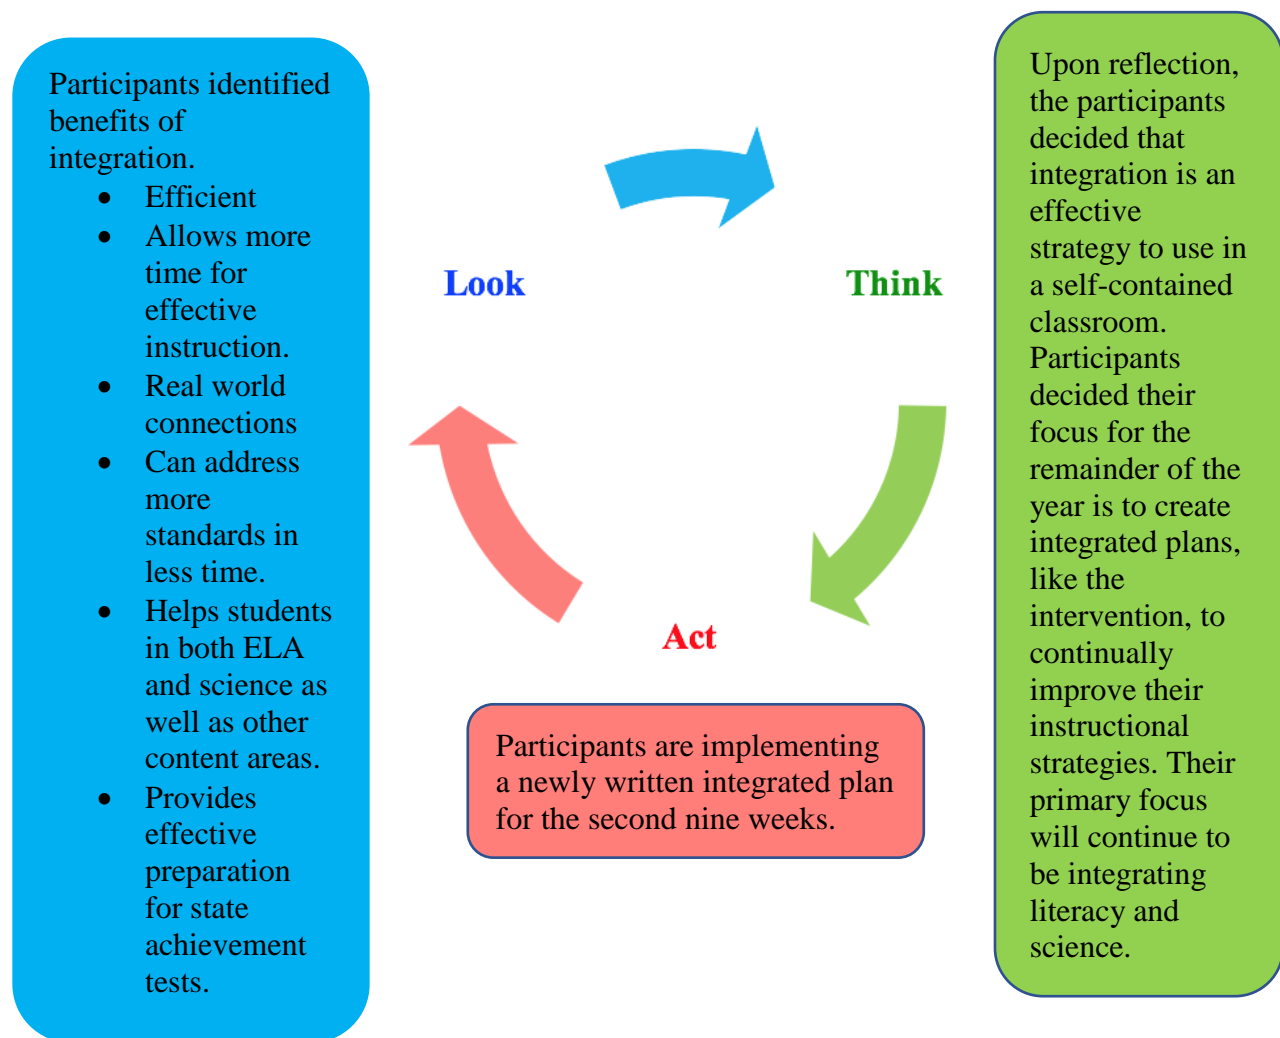 Participants identified
benefits of
integration.
• Efficient
• Allows more
time for
effective
instruction.
• Real world
connections
• Can address
more
standards in
less time.
• Helps students
in both ELA
and science as
well as other
content areas.
• Provides
effective
preparation
for state
achievement
tests.
Look
Think
Act
Participants are implementing
a newly written integrated plan
for the second nine weeks.
Upon reflection,
the participants
decided that
integration is an
effective
strategy to use in
a self-contained
classroom.
Participants
decided their
focus for the
remainder of the
year is to create
integrated plans,
like the
intervention, to
continually
improve their
instructional
strategies. Their
primary focus
will continue to
be integrating
literacy and
science.